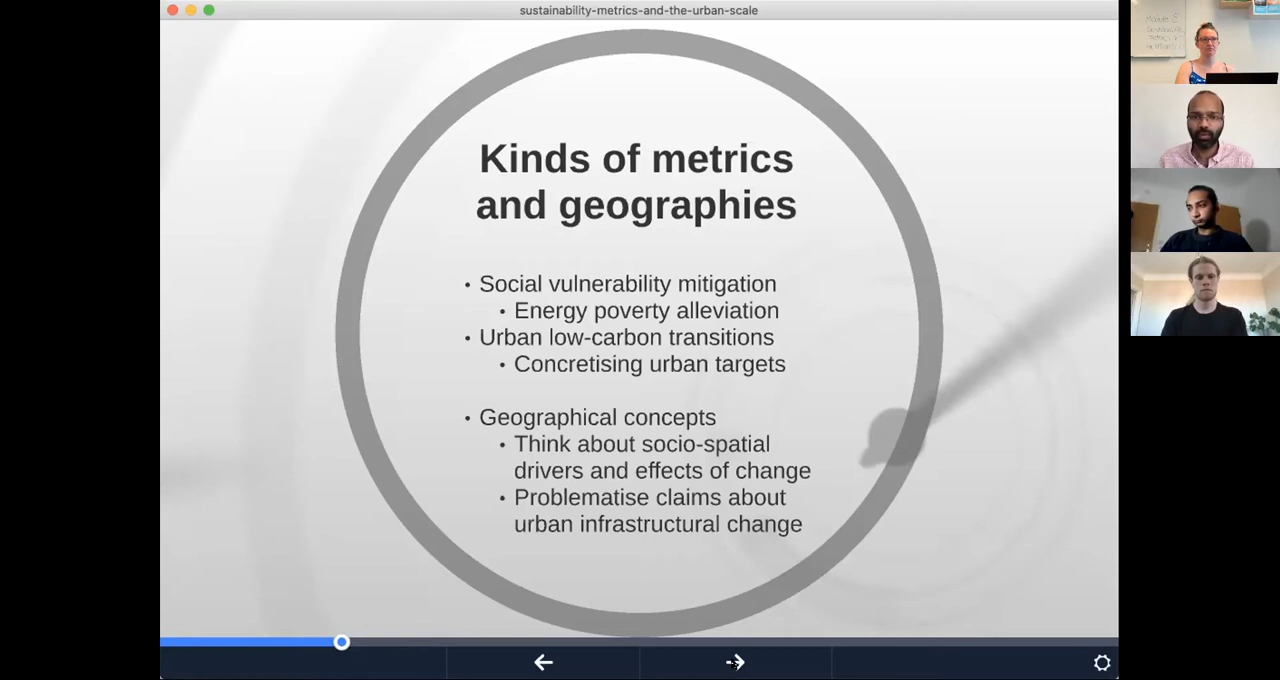 sustainability-metrics-and-the-urban-scale
Kinds of metrics
and geographies
• Social vulnerability mitigation
• Energy poverty alleviation
• Urban low-carbon transitions
• Concretising urban targets
• Geographical concepts
• Think about socio-spatial
drivers and effects of change
• Problematise claims about
urban infrastructural change
Module